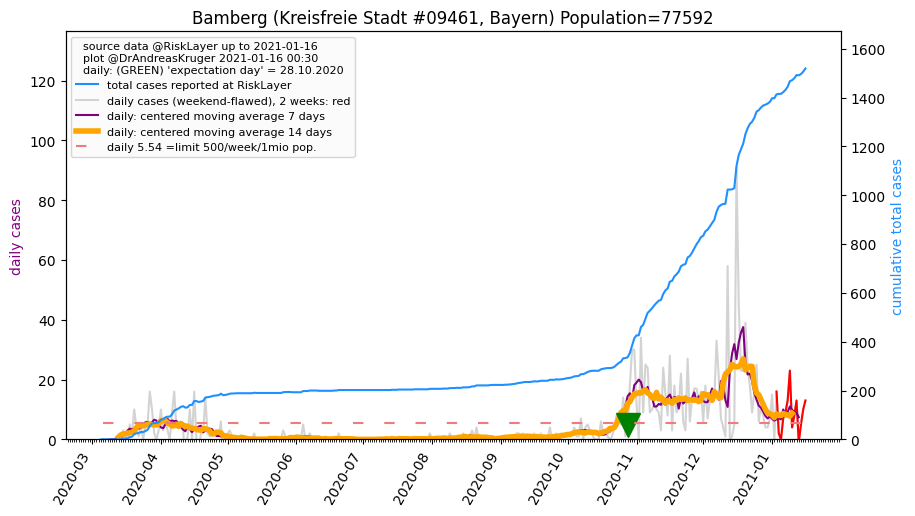 Bamberg (Kreisfreie Stadt #09461, Bayern) Population=77592
source data @RiskLayer up to 2021-01-16
plot @DrAndreasKruger 2021-01-16 00:30
daily: (GREEN) 'expectation day' = 28.10.2020
total cases reported at RiskLayer
daily cases (weekend-flawed), 2 weeks: red
daily: centered moving average 7 days
daily: centered moving average 14 days
daily 5.54 =limit 500/week/1mio pop.
daily cases
120
100
80
60
40
20
0
cumulative total cases
1600
1400
1200
1000
800
600
400
200
0
2020-03
2020-04
2020-05
2020-06
2020-07
2020-08
2020-09
2020-10
2020-11
2020-12
2021-01